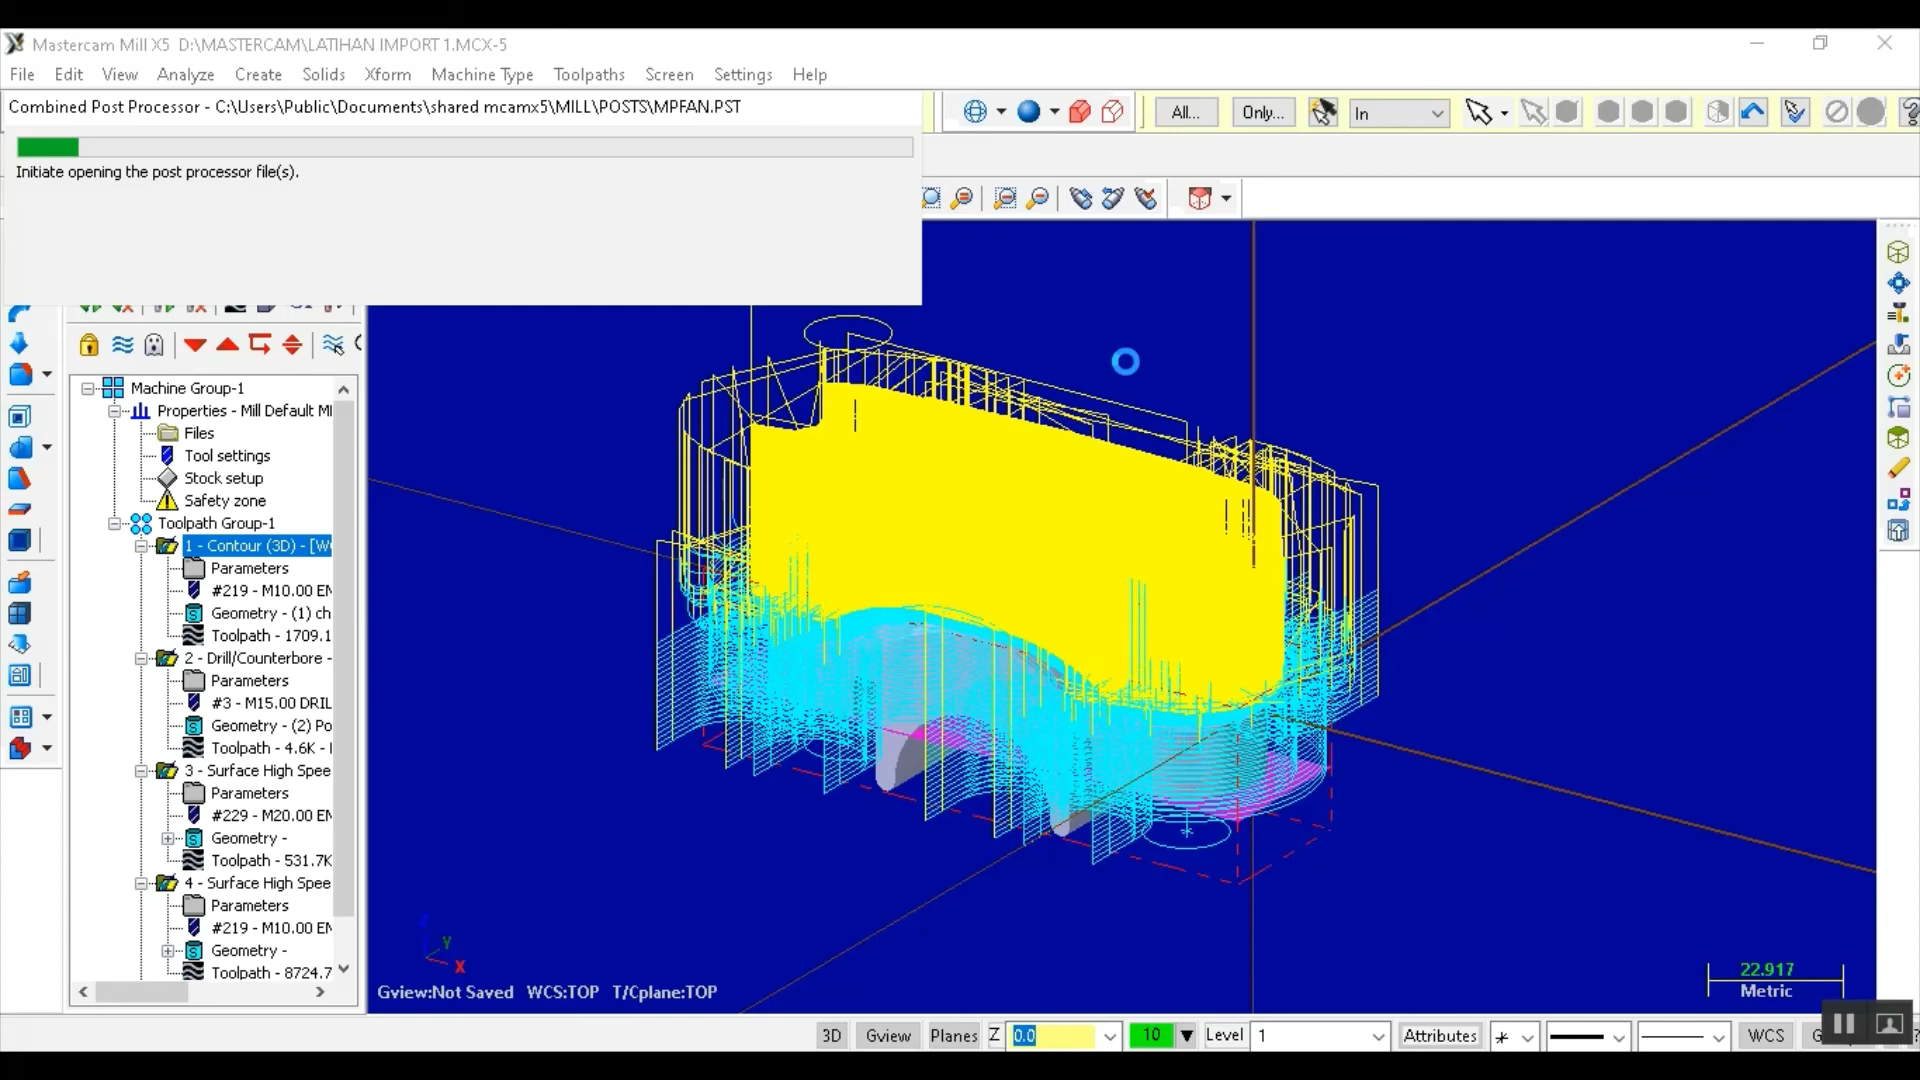 Mastercam Mill X5  D:\MASTERCAM\LATIHAN IMPORT 1.MCX-5
File Edit View Analyze Create Solids Xform Machine Type Toolpaths Screen Settings Help
Combined Post Processor - C:\Users\Public\Documents\shared mcamx5\MILL\POSTS\MPFAN.PST
All... Only... In
Initiate opening the post processor file(s).
Machine Group-1
Properties - Mill Default M
Files
Tool settings
Stock setup
Safety zone
Toolpath Group-1
1 - Contour (3D) - [W
Parameters
#219 - M10.00 EN
Geometry - (1) ch
Toolpath - 1709.1
2 - Drill/Counterbore -
Parameters
#3 - M15.00 DRIL
Geometry - (2) Po
Toolpath - 4.6K -
3 - Surface High Spee
Parameters
#229 - M20.00 EN
Geometry -
Toolpath - 531.7K
4 - Surface High Spee
Parameters
#219 - M10.00 EN
Geometry -
Toolpath - 8724.7
Z
Y
X
22.917
Metric
Gview:Not Saved WCS:TOP T/Cplane:TOP
3D Gview Planes Z 0.0 10 Level 1 Attributes WCS G